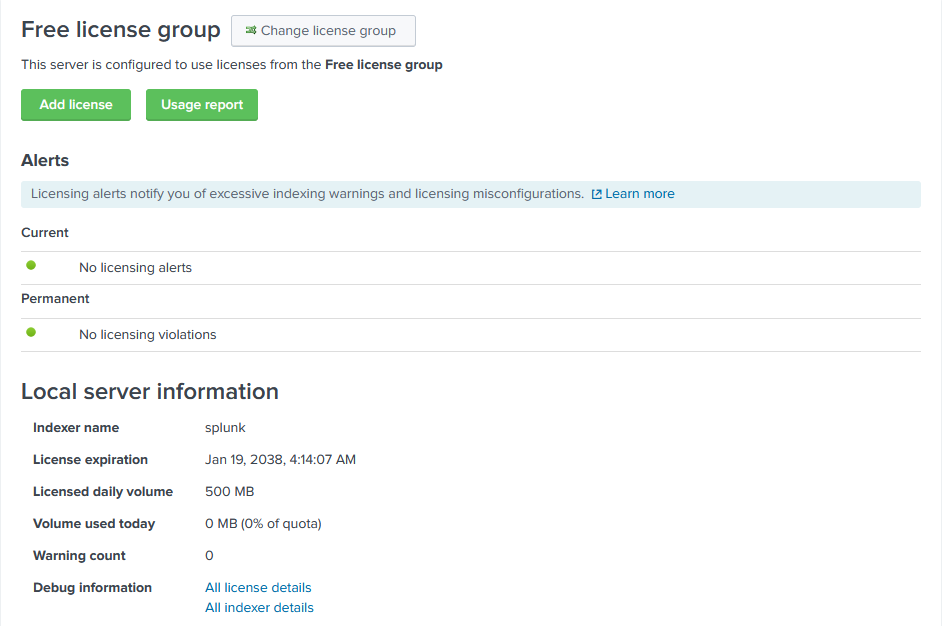 Free license group
Change license group
This server is configured to use licenses from the Free license group
Add license
Usage report
Alerts
Licensing alerts notify you of excessive indexing warnings and licensing misconfigurations. Learn more
Current
No licensing alerts
Permanent
No licensing violations
Local server information
Indexer name splunk
License expiration Jan 19, 2038, 4:14:07 AM
Licensed daily volume 500 MB
Volume used today 0 MB (0% of quota)
Warning count 0
Debug information All license details
All indexer details